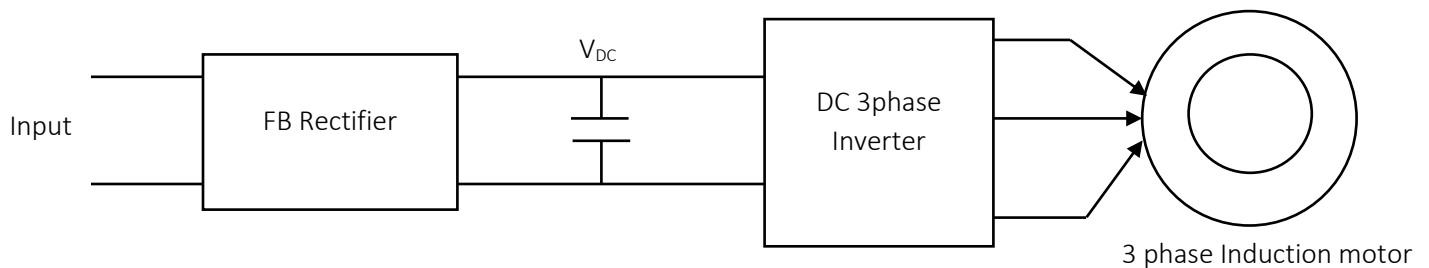 Input
FB Rectifier
VDC
DC 3phase
Inverter
3 phase Induction motor